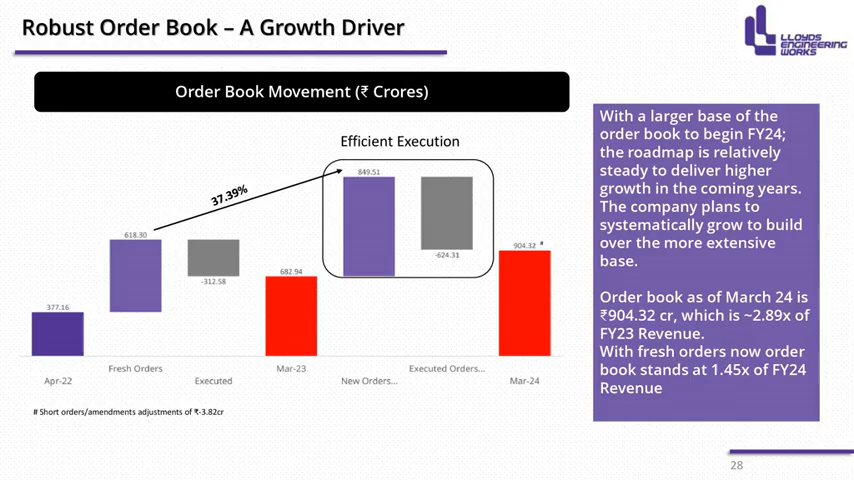 Robust Order Book – A Growth Driver
LLOYDS
ENGINEERING
WORKS
Order Book Movement (₹ Crores)
Efficient Execution
849.51
37.39%
618.30
-312.58
682.94
-624.31
904.32 #
377.16
Apr-22
Fresh Orders
Executed
Mar-23
New Orders...
Executed Orders...
Mar-24
# Short orders/amendments adjustments of ₹-3.82cr
With a larger base of the
order book to begin FY24;
the roadmap is relatively
steady to deliver higher
growth in the coming years.
The company plans to
systematically grow to build
over the more extensive
base.
Order book as of March 24 is
₹904.32 cr, which is ~2.89x of
FY23 Revenue.
With fresh orders now order
book stands at 1.45x of FY24
Revenue
28